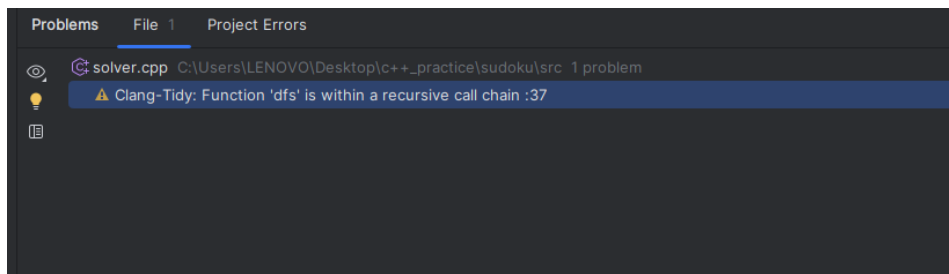 Problems File 1 Project Errors
solver.cpp C:\Users\LENOVO\Desktop\c++_practice\sudoku\src 1 problem
Clang-Tidy: Function 'dfs' is within a recursive call chain :37